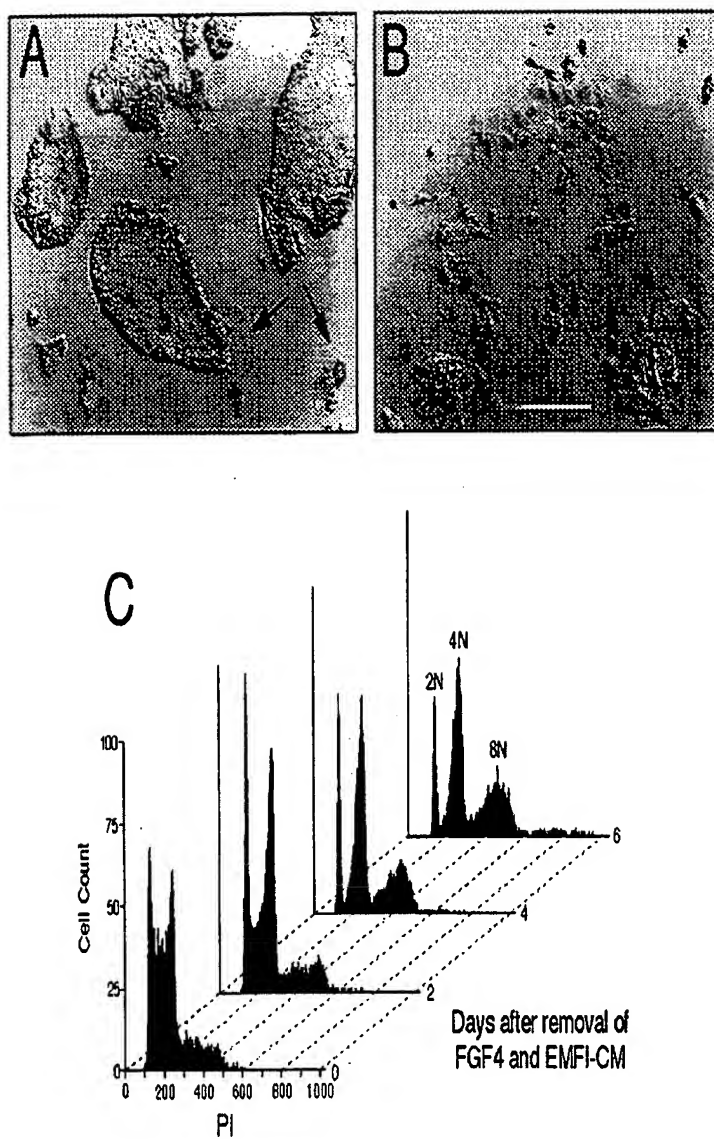 A
B
C
2N
4N
8N
100
75
50
25
0
Cell Count
0 200 400 600 800 1000
PI
0
2
4
6
Days after removal of
FGF4 and EMFI-CM